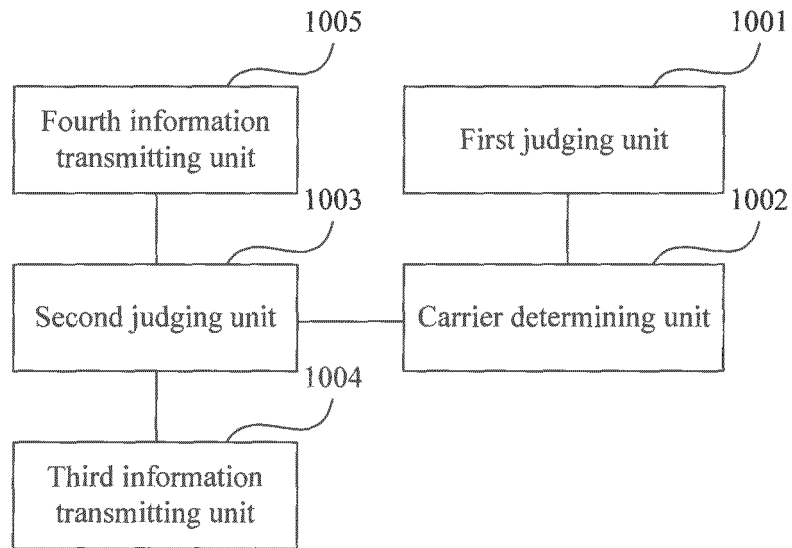 1005
1001
Fourth information
transmitting unit
First judging unit
1003
1002
Second judging unit
Carrier determining unit
1004
Third information
transmitting unit